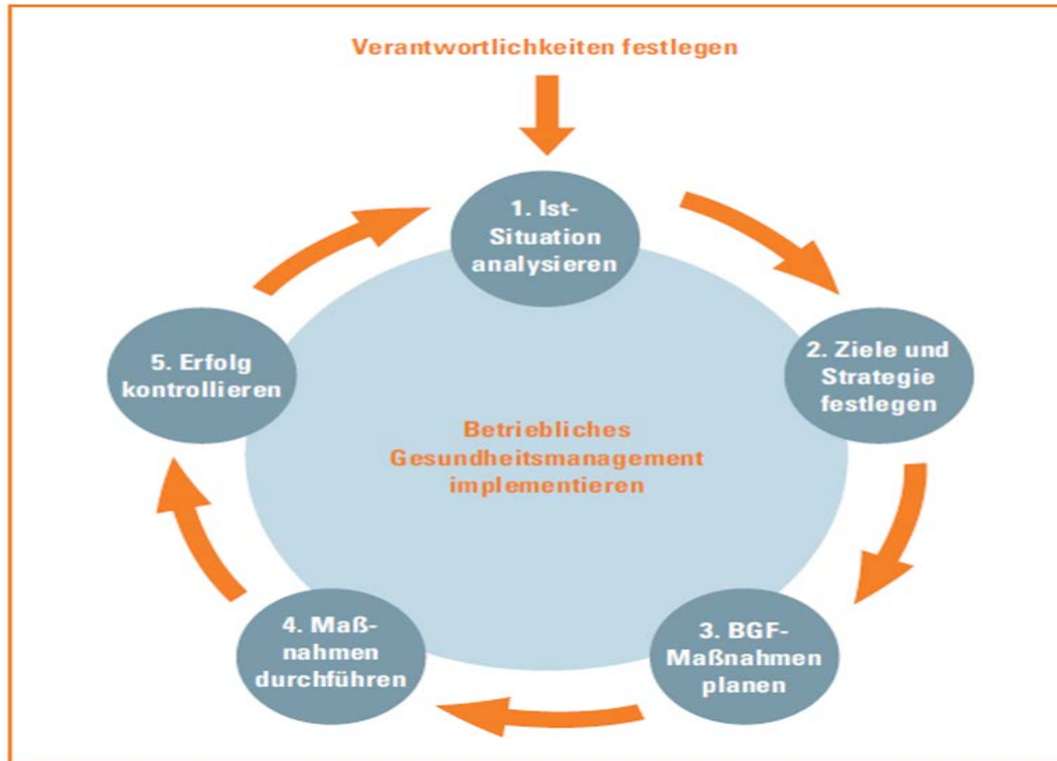 Verantwortlichkeiten festlegen
1. Ist-
Situation
analysieren
2. Ziele und
Strategie
festlegen
3. BGF-
Maßnahmen
planen
4. Maß-
nahmen
durchführen
5. Erfolg
kontrollieren
Betriebliches
Gesundheitsmanagement
implementieren